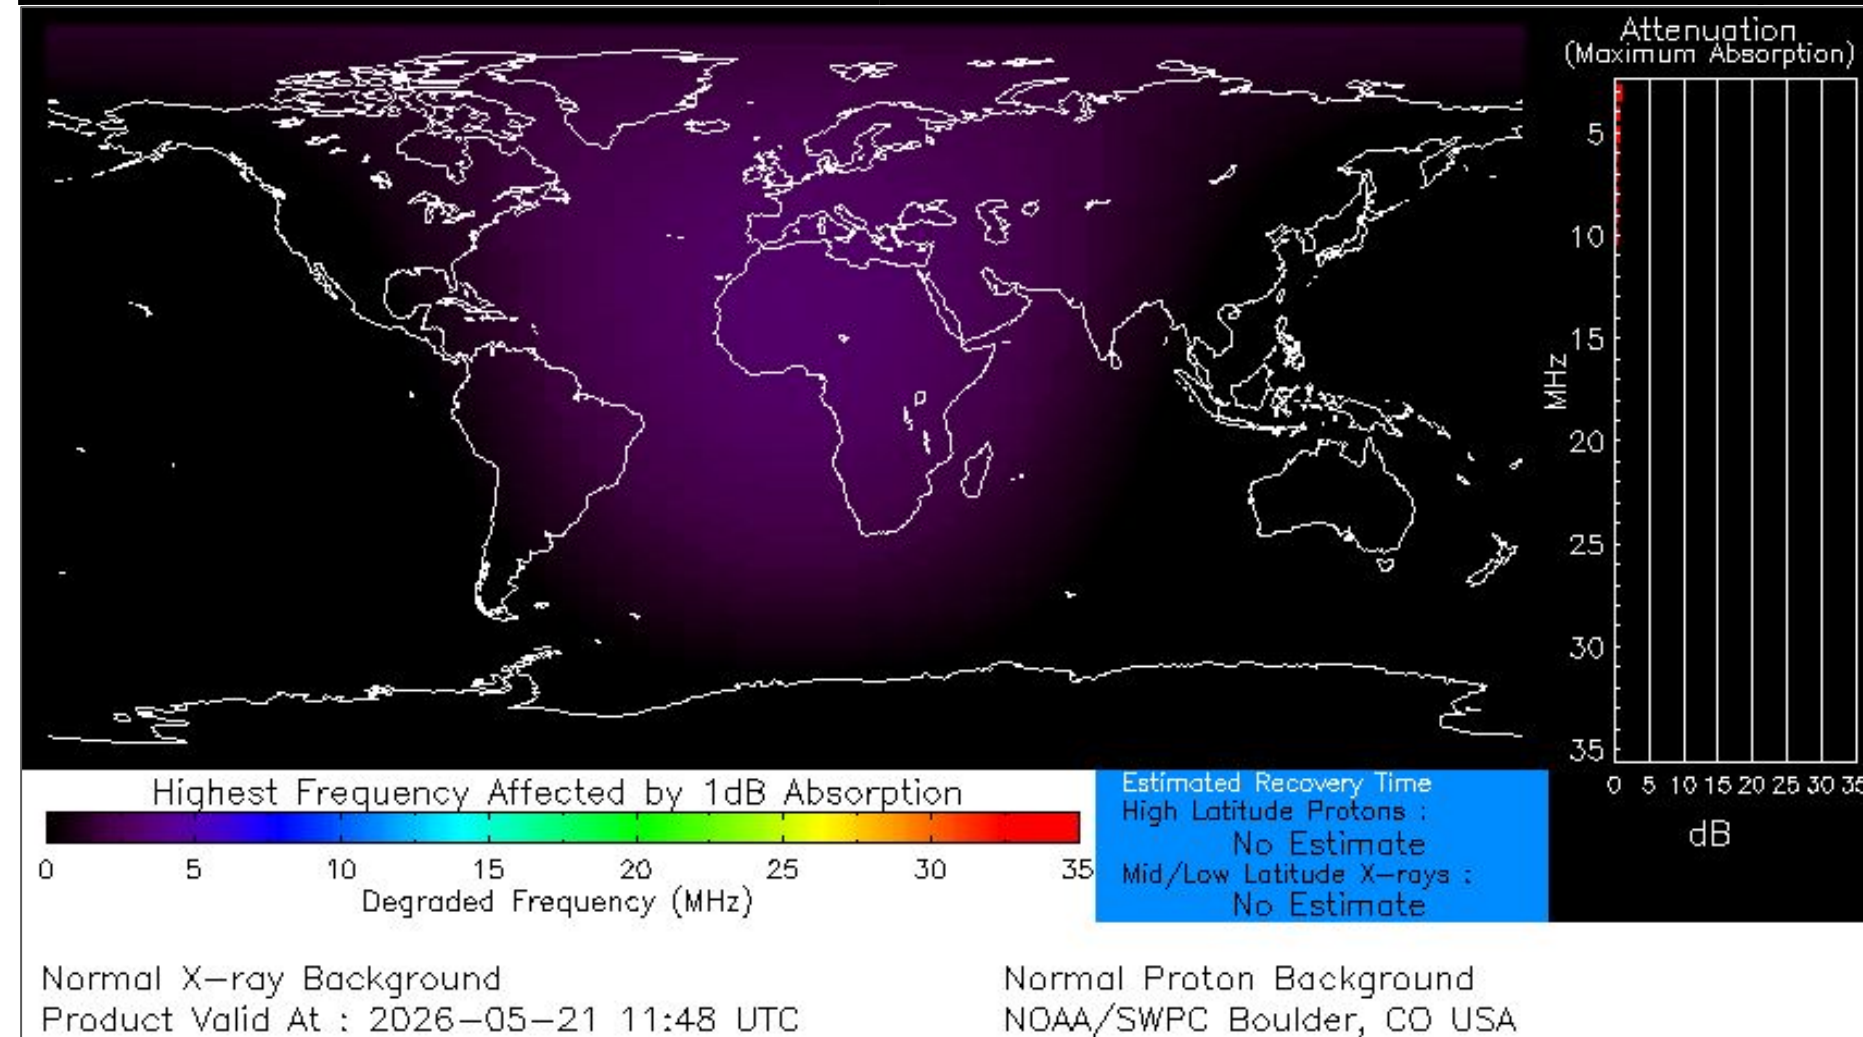 Attenuation
(Maximum Absorption)
5
10
15
20
25
30
35
MHz
0 5 10 15 20 25 30 35
dB
Highest Frequency Affected by 1dB Absorption
0 5 10 15 20 25 30 35
Degraded Frequency (MHz)
Estimated Recovery Time
High Latitude Protons :
No Estimate
Mid/Low Latitude X-rays :
No Estimate
Normal X-ray Background
Normal Proton Background
Product Valid At : 2026-05-21 11:48 UTC
NOAA/SWPC Boulder, CO USA